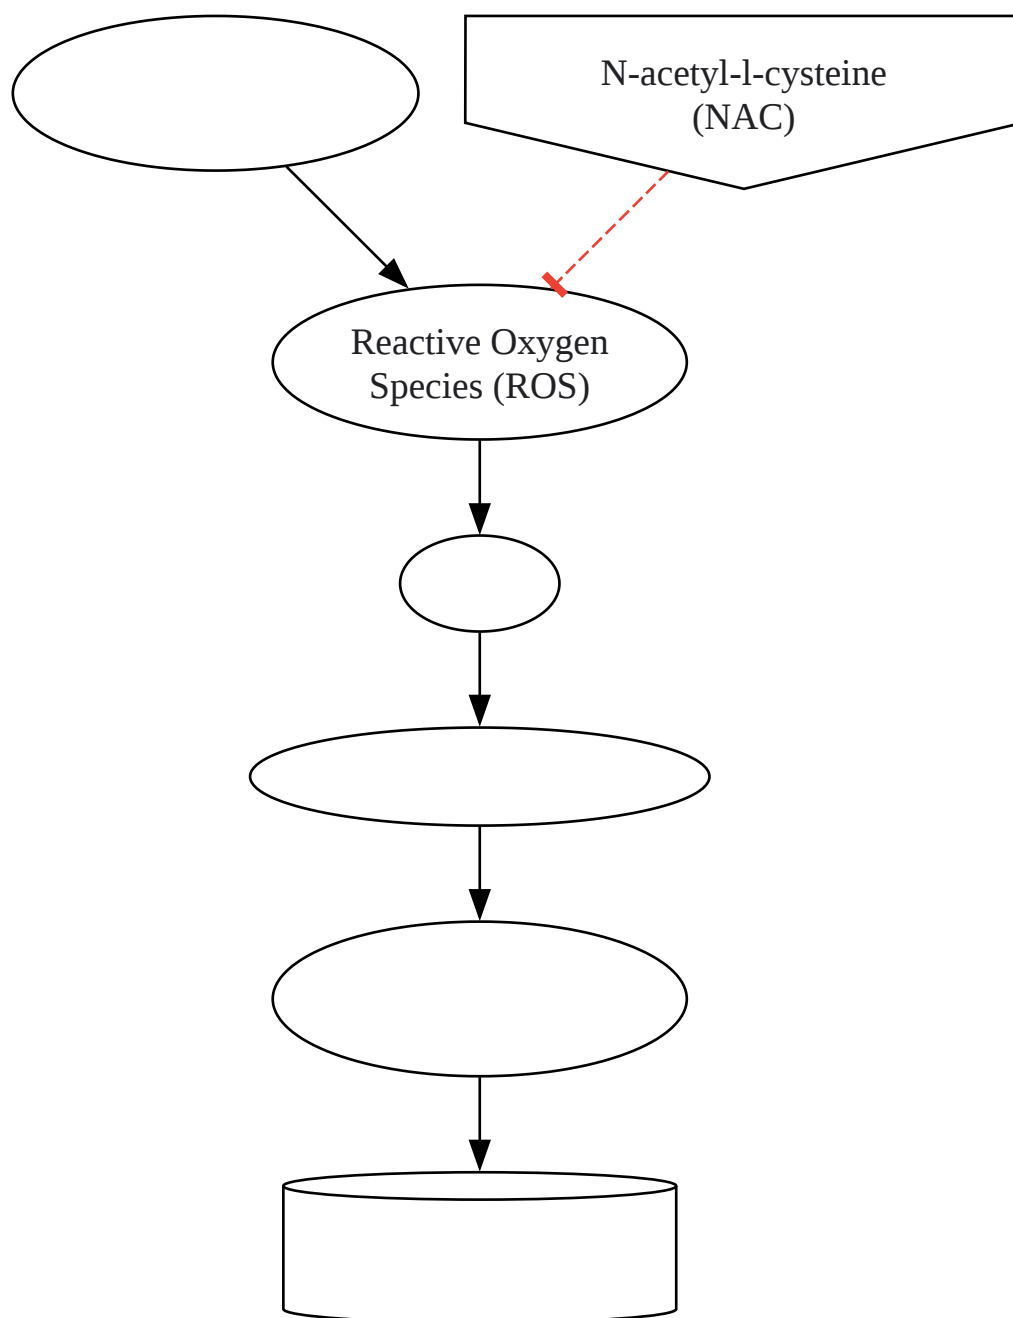 N-acetyl-l-cysteine
(NAC)
Reactive Oxygen
Species (ROS)